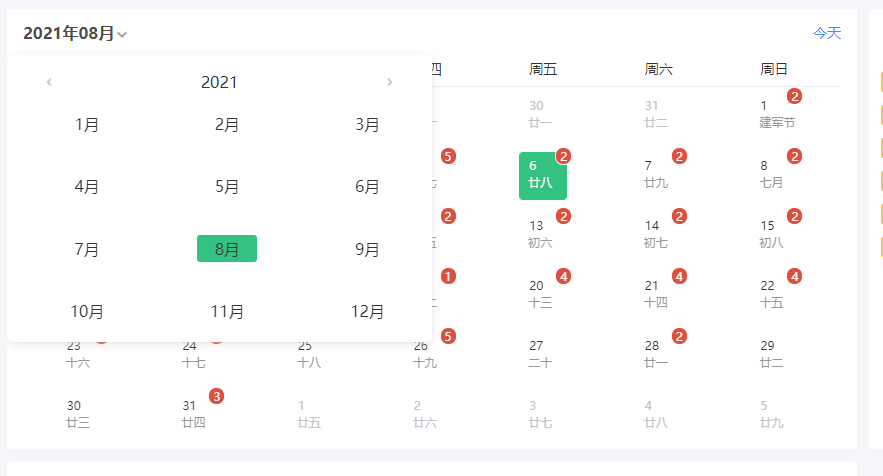 2021年08月
今天
2021
1月 2月 3月
4月 5月 6月
7月 8月 9月
10月 11月 12月
四 周五 周六 周日
30 31 1 2
廿一 廿二 建军节
5 6 2 7 2 8 2
廿八 廿九 七月
2 13 2 14 2 15 2
初六 初七 初八
1 20 4 21 4 22 4
十三 十四 十五
23 24 25 26 5 27 28 2 29
十六 十七 十八 十九 二十 廿一 廿二
30 31 3 1 2 3 4 5
廿三 廿四 廿五 廿六 廿七 廿八 廿九